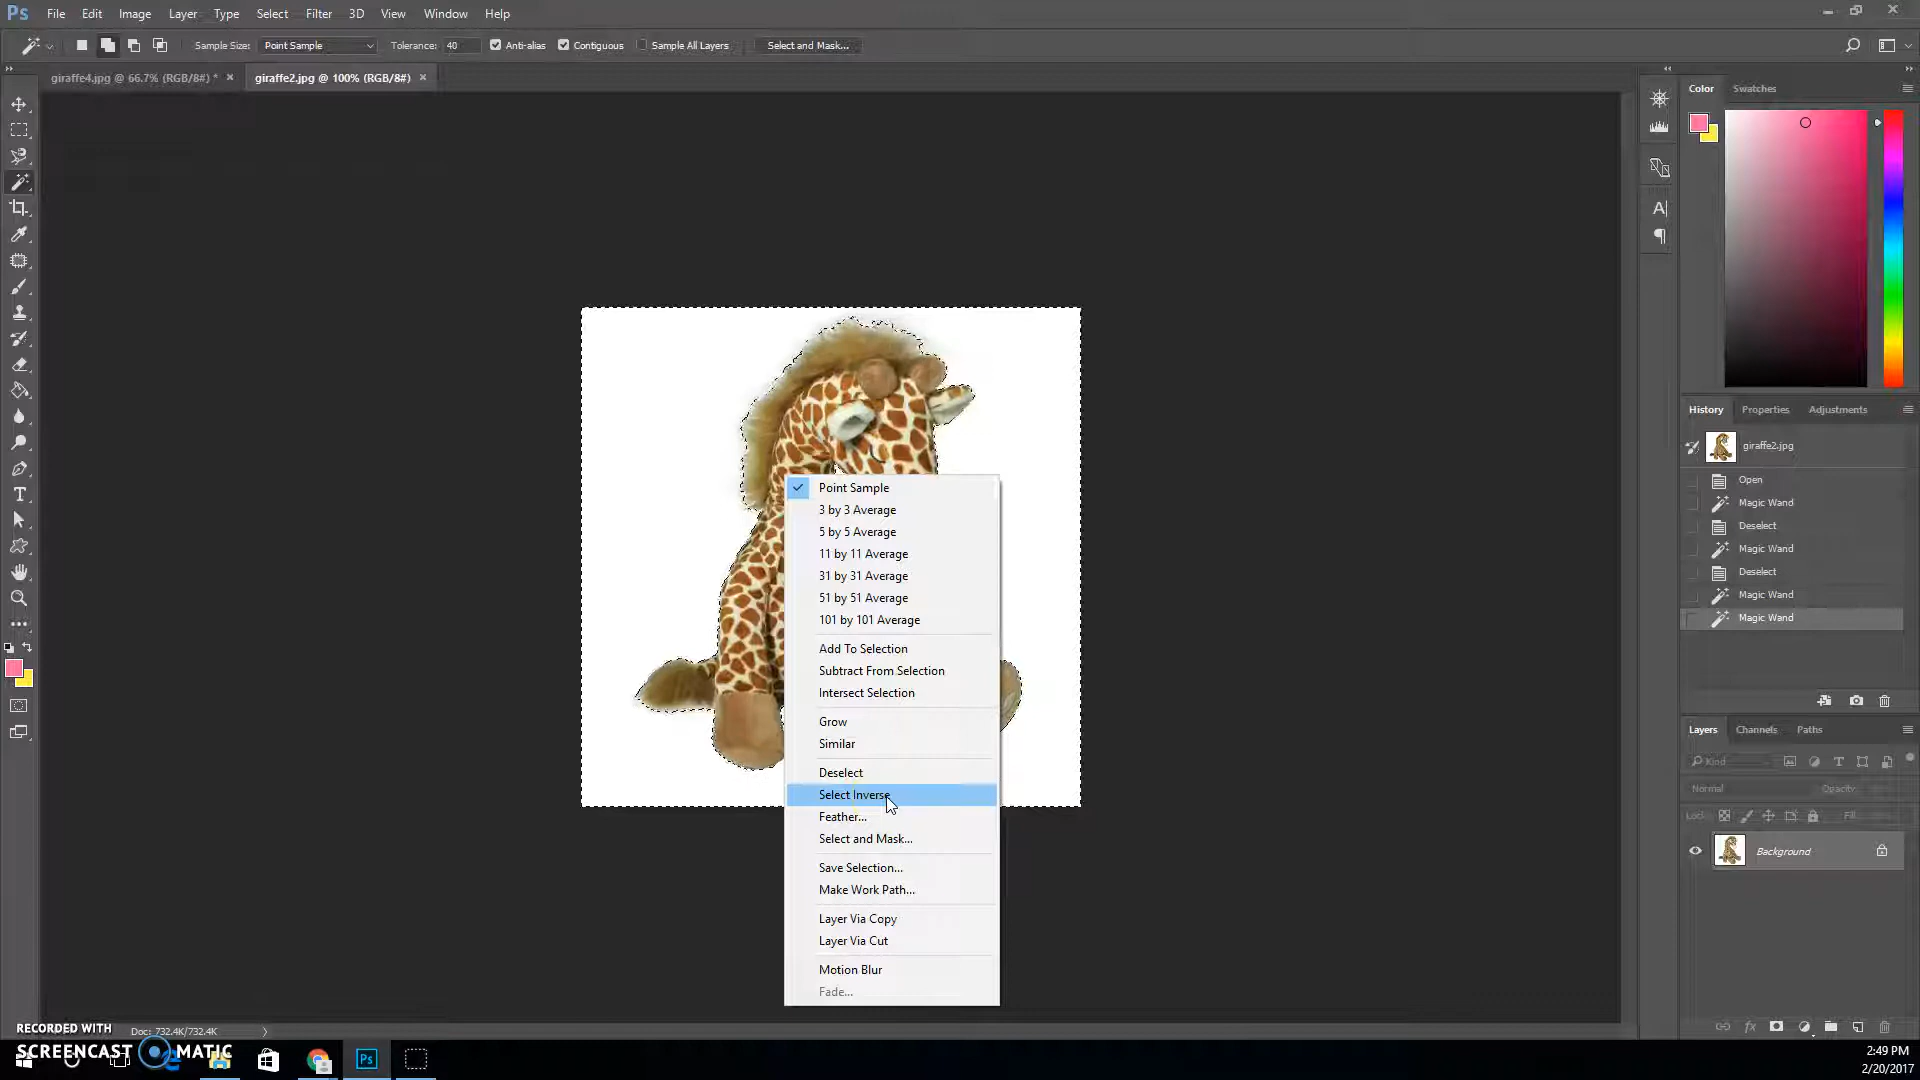 Ps File Edit Image Layer Type Select Filter 3D View Window Help
Sample Size: Point Sample Tolerance: 40 Anti-alias Contiguous Sample All Layers Select and Mask...
giraffe4.jpg @ 66.7% (RGB/8#) * × giraffe2.jpg @ 100% (RGB/8#) ×
Color Swatches
Point Sample
3 by 3 Average
5 by 5 Average
11 by 11 Average
31 by 31 Average
51 by 51 Average
101 by 101 Average
Add To Selection
Subtract From Selection
Intersect Selection
Grow
Similar
Deselect
Select Inverse
Feather...
Select and Mask...
Save Selection...
Make Work Path...
Layer Via Copy
Layer Via Cut
Motion Blur
Fade...
History Properties Adjustments
giraffe2.jpg
Open
Magic Wand
Deselect
Magic Wand
Deselect
Magic Wand
Magic Wand
Layers Channels Paths
Kind
Normal Opacity:
Lock: Fill:
Background
Doc: 732.4K/732.4K
RECORDED WITH
SCREENCAST MATIC
Ps
2:49 PM
2/20/2017